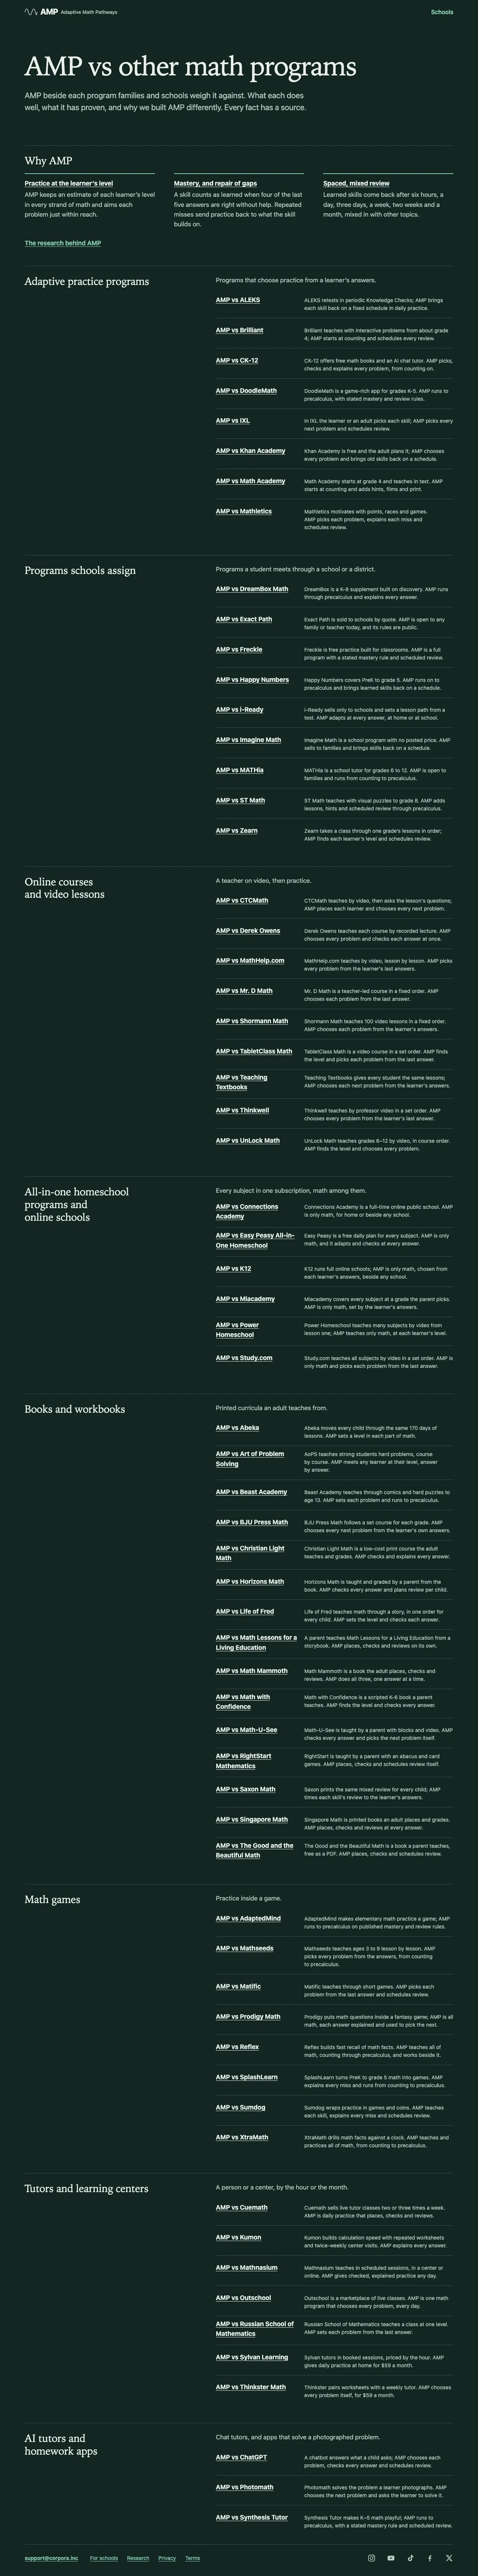 AMP Adaptive Math Pathways
Schools
AMP vs other math programs
AMP beside each program families and schools weigh it against. What each does
well, what it has proven, and why we built AMP differently. Every fact has a source.
Why AMP
Practice at the learner's level
AMP keeps an estimate of each learner's level
in every strand of math and aims each
problem just within reach.
Mastery, and repair of gaps
A skill counts as learned when four of the last
five answers are right without help. Repeated
misses send practice back to what the skill
builds on.
Spaced, mixed review
Learned skills come back after six hours, a
day, three days, a week, two weeks and a
month, mixed in with other topics.
The research behind AMP
Adaptive practice programs
Programs that choose practice from a learner's answers.
AMP vs ALEKS
ALEKS retests in periodic Knowledge Checks; AMP brings
each skill back on a fixed schedule in daily practice.
AMP vs Brilliant
Brilliant teaches with interactive problems from about grade
4; AMP starts at counting and schedules every review.
AMP vs CK-12
CK-12 offers free math books and an AI chat tutor. AMP picks,
checks and explains every problem, from counting on.
AMP vs DoodleMath
DoodleMath is a game-rich app for grades K-5. AMP runs to
precalculus, with stated mastery and review rules.
AMP vs IXL
In IXL the learner or an adult picks each skill; AMP picks every
next problem and schedules review.
AMP vs Khan Academy
Khan Academy is free and the adult plans it; AMP chooses
every problem and brings old skills back on a schedule.
AMP vs Math Academy
Math Academy starts at grade 4 and teaches in text. AMP
starts at counting and adds hints, films and print.
AMP vs Mathletics
Mathletics motivates with points, races and games.
AMP picks each problem, explains each miss and
schedules review.
Programs schools assign
Programs a student meets through a school or a district.
AMP vs DreamBox Math
DreamBox is a K-8 supplement built on discovery. AMP runs
through precalculus and explains every answer.
AMP vs Exact Path
Exact Path is sold to schools by quote. AMP is open to any
family or teacher today, and its rules are public.
AMP vs Freckle
Freckle is free practice built for classrooms. AMP is a full
program with a stated mastery rule and scheduled review.
AMP vs Happy Numbers
Happy Numbers covers PreK to grade 5. AMP runs on to
precalculus and brings learned skills back on a schedule.
AMP vs i-Ready
i-Ready sells only to schools and sets a lesson path from a
test. AMP adapts at every answer, at home or at school.
AMP vs Imagine Math
Imagine Math is a school program with no posted price. AMP
sells to families and brings skills back on a schedule.
AMP vs MATHia
MATHia is a school tutor for grades 6 to 12. AMP is open to
families and runs from counting to precalculus.
AMP vs ST Math
ST Math teaches with visual puzzles to grade 8. AMP adds
lessons, hints and scheduled review through precalculus.
AMP vs Zearn
Zearn takes a class through one grade's lessons in order;
AMP finds each learner's level and schedules review.
Online courses
and video lessons
A teacher on video, then practice.
AMP vs CTCMath
CTCMath teaches by video, then asks the lesson's questions;
AMP places each learner and chooses every next problem.
AMP vs Derek Owens
Derek Owens teaches each course by recorded lecture. AMP
chooses every problem and checks each answer at once.
AMP vs MathHelp.com
MathHelp.com teaches by video, lesson by lesson. AMP picks
every problem from the learner's last answers.
AMP vs Mr. D Math
Mr. D Math is a teacher-led course in a fixed order. AMP
chooses each problem from the last answer.
AMP vs Shormann Math
Shormann Math teaches 100 video lessons in a fixed order.
AMP chooses each problem from the learner's answers.
AMP vs TabletClass Math
TabletClass Math is a video course in a set order. AMP finds
the level and picks each problem from the last answer.
AMP vs Teaching
Textbooks
Teaching Textbooks gives every student the same lessons;
AMP chooses each next problem from the learner's answers.
AMP vs Thinkwell
Thinkwell teaches by professor video in a set order. AMP
chooses every problem from the learner's last answer.
AMP vs UnLock Math
UnLock Math teaches grades 6–12 by video, in course order.
AMP finds the level and chooses every problem.
All-in-one homeschool
programs and
online schools
Every subject in one subscription, math among them.
AMP vs Connections
Academy
Connections Academy is a full-time online public school. AMP
is only math, for home or beside any school.
AMP vs Easy Peasy All-in-
One Homeschool
Easy Peasy is a free daily plan for every subject. AMP is only
math, and it adapts and checks at every answer.
AMP vs K12
K12 runs full online schools; AMP is only math, chosen from
each learner's answers, beside any school.
AMP vs Miacademy
Miacademy covers every subject at a grade the parent picks.
AMP is only math, set by the learner's answers.
AMP vs Power
Homeschool
Power Homeschool teaches many subjects by video from
lesson one; AMP teaches only math, at each learner's level.
AMP vs Study.com
Study.com teaches all subjects by video in a set order. AMP is
only math and picks each problem from the last answer.
Books and workbooks
Printed curricula an adult teaches from.
AMP vs Abeka
Abeka moves every child through the same 170 days of
lessons. AMP sets a level in each part of math.
AMP vs Art of Problem
Solving
AoPS teaches strong students hard problems, course
by course. AMP meets any learner at their level, answer
by answer.
AMP vs Beast Academy
Beast Academy teaches through comics and hard puzzles to
age 13. AMP sets each problem and runs to precalculus.
AMP vs BJU Press Math
BJU Press Math follows a set course for each grade. AMP
chooses every next problem from the learner's own answers.
AMP vs Christian Light
Math
Christian Light Math is a low-cost print course the adult
teaches and grades. AMP checks and explains every answer.
AMP vs Horizons Math
Horizons Math is taught and graded by a parent from the
book. AMP checks every answer and plans review per child.
AMP vs Life of Fred
Life of Fred teaches math through a story, in one order for
every child. AMP sets the level and checks each answer.
AMP vs Math Lessons for a
Living Education
A parent teaches Math Lessons for a Living Education from a
storybook. AMP places, checks and reviews on its own.
AMP vs Math Mammoth
Math Mammoth is a book the adult places, checks and
reviews. AMP does all three, one answer at a time.
AMP vs Math with
Confidence
Math with Confidence is a scripted K-6 book a parent
teaches. AMP finds the level and checks every answer.
AMP vs Math-U-See
Math-U-See is taught by a parent with blocks and video. AMP
checks every answer and picks the next problem itself.
AMP vs RightStart
Mathematics
RightStart is taught by a parent with an abacus and card
games. AMP places, checks and schedules review itself.
AMP vs Saxon Math
Saxon prints the same mixed review for every child; AMP
times each skill's review to the learner's answers.
AMP vs Singapore Math
Singapore Math is printed books an adult places and grades.
AMP places, checks and reviews at every answer.
AMP vs The Good and the
Beautiful Math
The Good and the Beautiful Math is a book a parent teaches,
free as a PDF. AMP places, checks and schedules review.
Math games
Practice inside a game.
AMP vs AdaptedMind
AdaptedMind makes elementary math practice a game; AMP
runs to precalculus on published mastery and review rules.
AMP vs Mathseeds
Mathseeds teaches ages 3 to 9 lesson by lesson. AMP
picks every problem from the answers, from counting
to precalculus.
AMP vs Matific
Matific teaches through short games. AMP picks each
problem from the last answer and schedules review.
AMP vs Prodigy Math
Prodigy puts math questions inside a fantasy game; AMP is all
math, each answer explained and used to pick the next.
AMP vs Reflex
Reflex builds fast recall of math facts. AMP teaches all of
math, counting through precalculus, and works beside it.
AMP vs SplashLearn
SplashLearn turns PreK to grade 5 math into games. AMP
explains every miss and runs from counting to precalculus.
AMP vs Sumdog
Sumdog wraps practice in games and coins. AMP teaches
each skill, explains every miss and schedules review.
AMP vs XtraMath
XtraMath drills math facts against a clock. AMP teaches and
practices all of math, from counting to precalculus.
Tutors and learning centers
A person or a center, by the hour or the month.
AMP vs Cuemath
Cuemath sells live tutor classes two or three times a week.
AMP is daily practice that places, checks and reviews.
AMP vs Kumon
Kumon builds calculation speed with repeated worksheets
and twice-weekly center visits. AMP explains every answer.
AMP vs Mathnasium
Mathnasium teaches in scheduled sessions, in a center or
online. AMP gives checked, explained practice any day.
AMP vs Outschool
Outschool is a marketplace of live classes. AMP is one math
program that chooses every problem, every day.
AMP vs Russian School of
Mathematics
Russian School of Mathematics teaches a class at one level.
AMP sets each problem from the last answer.
AMP vs Sylvan Learning
Sylvan tutors in booked sessions, priced by the hour. AMP
gives daily practice at home for $59 a month.
AMP vs Thinkster Math
Thinkster pairs worksheets with a weekly tutor. AMP chooses
every problem itself, for $59 a month.
AI tutors and
homework apps
Chat tutors, and apps that solve a photographed problem.
AMP vs ChatGPT
A chatbot answers what a child asks; AMP chooses each
problem, checks every answer and schedules review.
AMP vs Photomath
Photomath solves the problem a learner photographs. AMP
chooses the next problem and asks the learner to solve it.
AMP vs Synthesis Tutor
Synthesis Tutor makes K–5 math playful; AMP runs to
precalculus, with a stated mastery rule and scheduled review.
support@corpora.inc
For schools
Research
Privacy
Terms